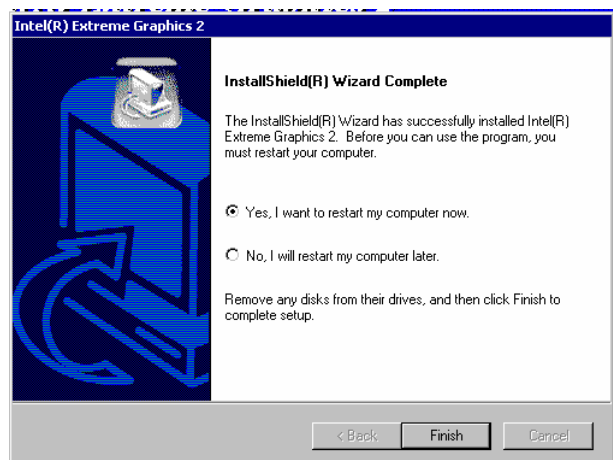 Intel(R) Extreme Graphics 2
InstallShield(R) Wizard Complete
The InstallShield(R) Wizard has successfully installed Intel(R)
Extreme Graphics 2. Before you can use the program, you
must restart your computer.
Yes, I want to restart my computer now.
No, I will restart my computer later.
Remove any disks from their drives, and then click Finish to
complete setup.
< Back
Finish
Cancel